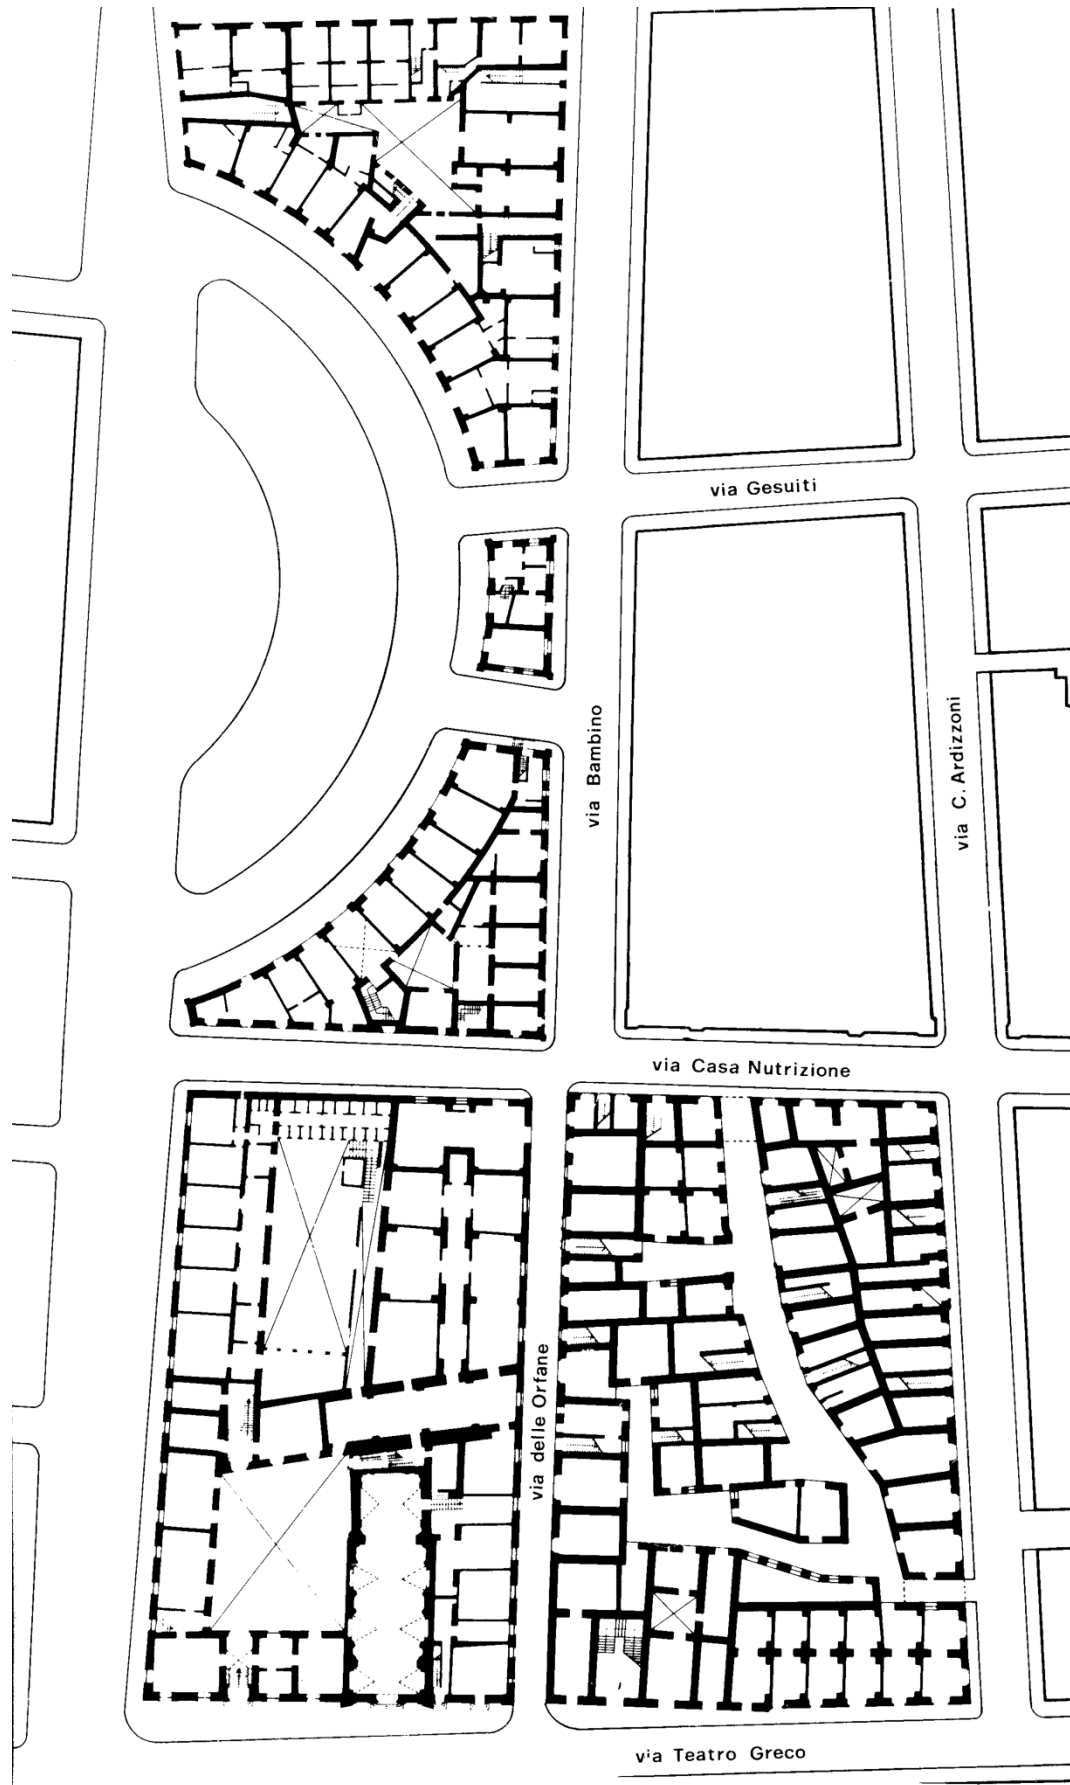 via Gesuiti
via Bambino
via C. Ardizzoni
via Casa Nutrizione
via delle Orfane
via Teatro Greco